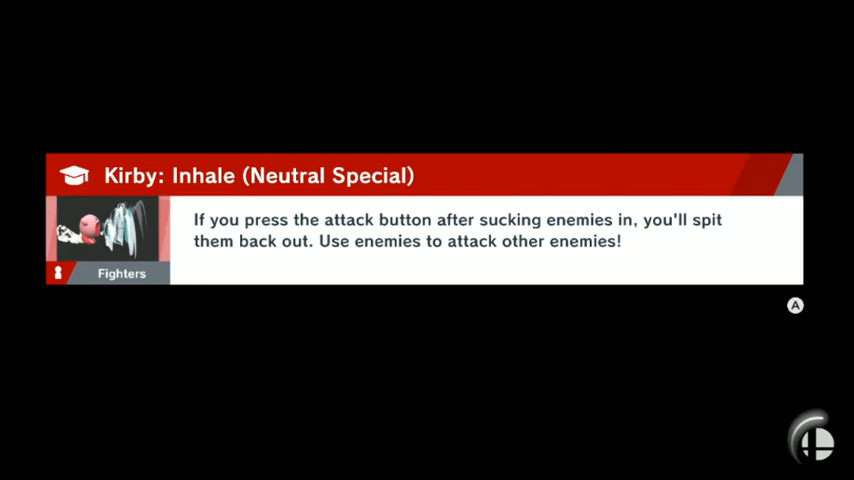 Kirby: Inhale (Neutral Special)
If you press the attack button after sucking enemies in, you'll spit
them back out. Use enemies to attack other enemies!
Fighters
A